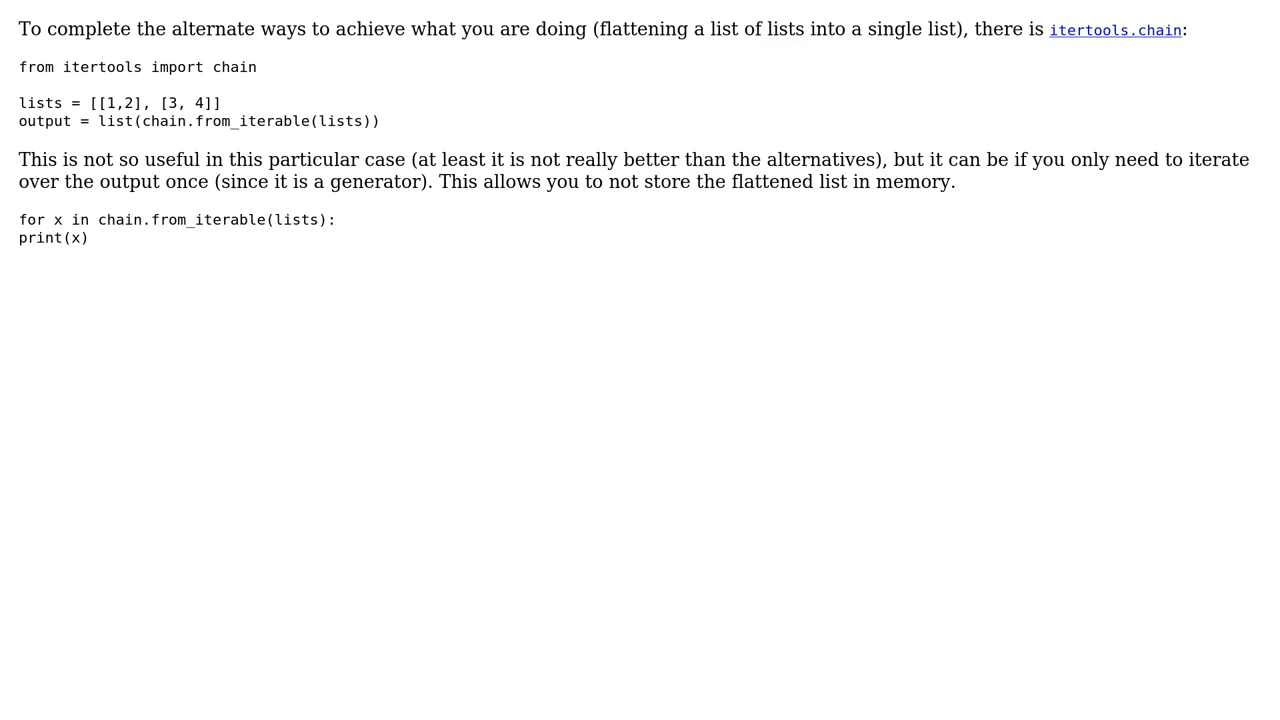 To complete the alternate ways to achieve what you are doing (flattening a list of lists into a single list), there is itertools.chain:
from itertools import chain
lists = [[1,2], [3, 4]]
output = list(chain.from_iterable(lists))
This is not so useful in this particular case (at least it is not really better than the alternatives), but it can be if you only need to iterate
over the output once (since it is a generator). This allows you to not store the flattened list in memory.
for x in chain.from_iterable(lists):
print(x)